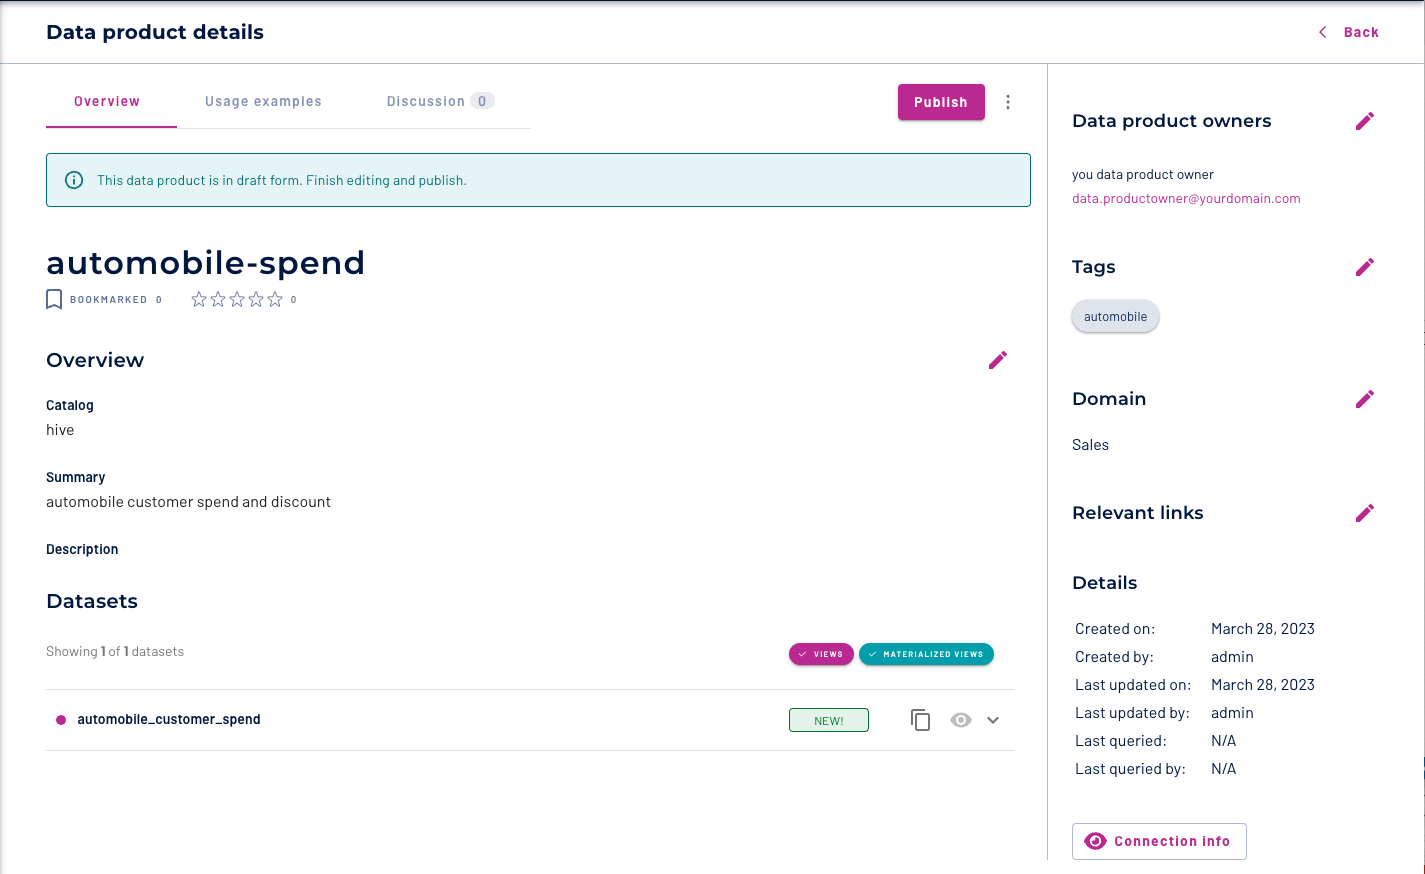 Data product details
Back
Overview
Usage examples
Discussion 0
Publish
This data product is in draft form. Finish editing and publish.
automobile-spend
BOOKMARKED 0
0
Overview
Catalog
hive
Summary
automobile customer spend and discount
Description
Datasets
Showing 1 of 1 datasets
VIEWS
MATERIALIZED VIEWS
automobile_customer_spend
NEW!
Data product owners
you data product owner
data.productowner@yourdomain.com
Tags
automobile
Domain
Sales
Relevant links
Details
Created on: March 28, 2023
Created by: admin
Last updated on: March 28, 2023
Last updated by: admin
Last queried: N/A
Last queried by: N/A
Connection info